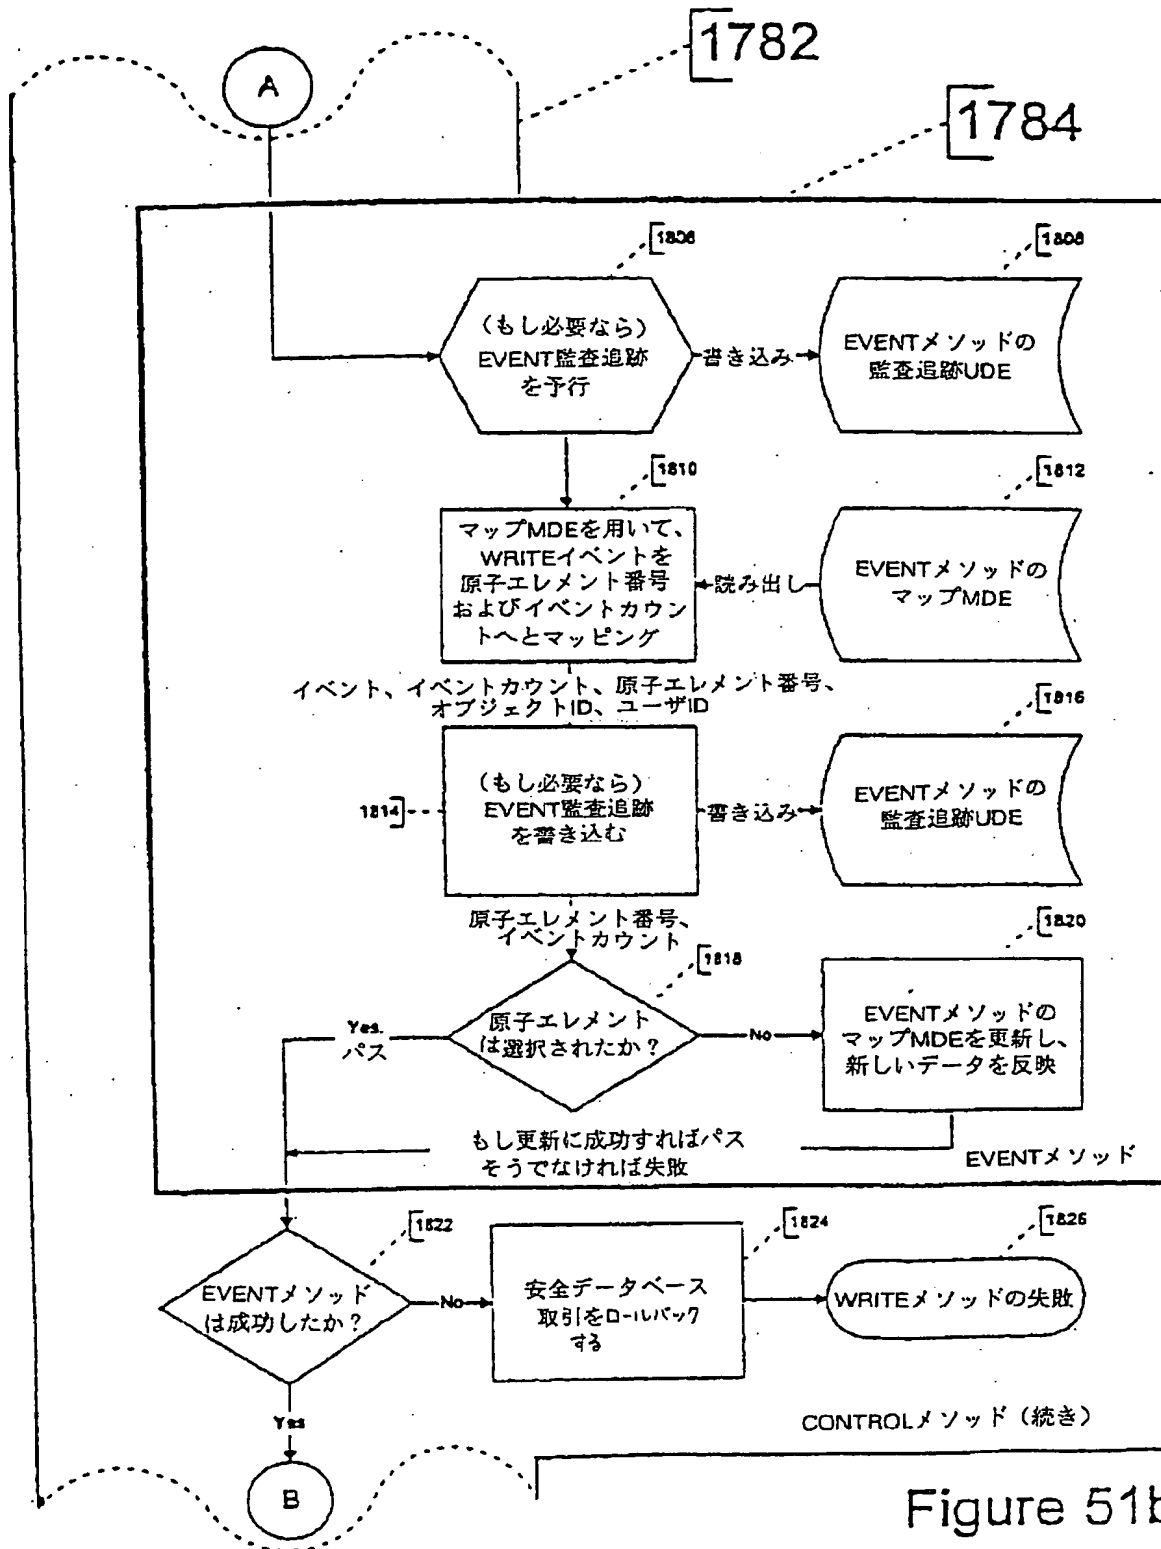 1782
A
1784
1806
1808
（もし必要なら）
EVENT監査追跡
を予行
書き込み
EVENTメソッドの
監査追跡UDE
1810
1812
マップMDEを用いて、
WRITEイベントを
原子エレメント番号
およびイベントカウン
トへとマッピング
読み出し
EVENTメソッドの
マップMDE
イベント、イベントカウント、原子エレメント番号、
オブジェクトID、ユーザID
1816
1814
（もし必要なら）
EVENT監査追跡
を書き込む
書き込み
EVENTメソッドの
監査追跡UDE
原子エレメント番号、
イベントカウント
1818
1820
Yes.
パス
原子エレメント
は選択されたか？
No
EVENTメソッドの
マップMDEを更新し、
新しいデータを反映
もし更新に成功すればパス
そうでなければ失敗
EVENTメソッド
1822
1824
1826
EVENTメソッド
は成功したか？
No
安全データベース
取引をロールバック
する
WRITEメソッドの失敗
Yes
CONTROLメソッド（続き）
B
Figure 51b